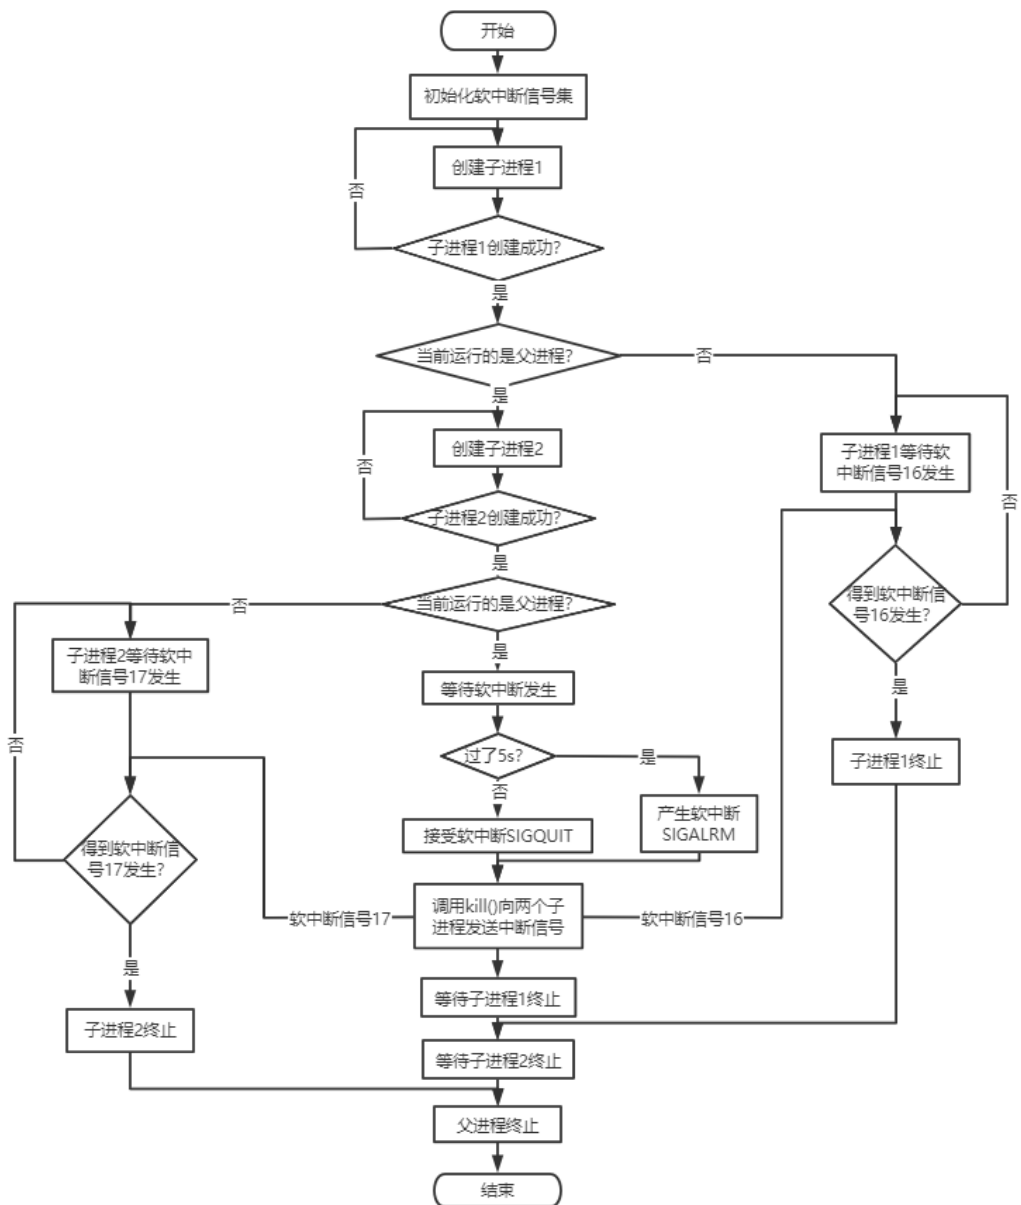 开始
初始化软中断信号集
创建子进程1
否
子进程1创建成功?
是
当前运行的是父进程?
否
是
创建子进程2
否
子进程2创建成功?
是
子进程1等待软
中断信号16发生
否
得到软中断信
号16发生?
是
子进程1终止
当前运行的是父进程?
否
是
子进程2等待软中
断信号17发生
否
得到软中断信
号17发生?
是
子进程2终止
等待软中断发生
过了5s?
是
否
产生软中断
SIGALRM
接受软中断SIGQUIT
调用kill()向两个子
进程发送中断信号
软中断信号17
软中断信号16
等待子进程1终止
等待子进程2终止
父进程终止
结束